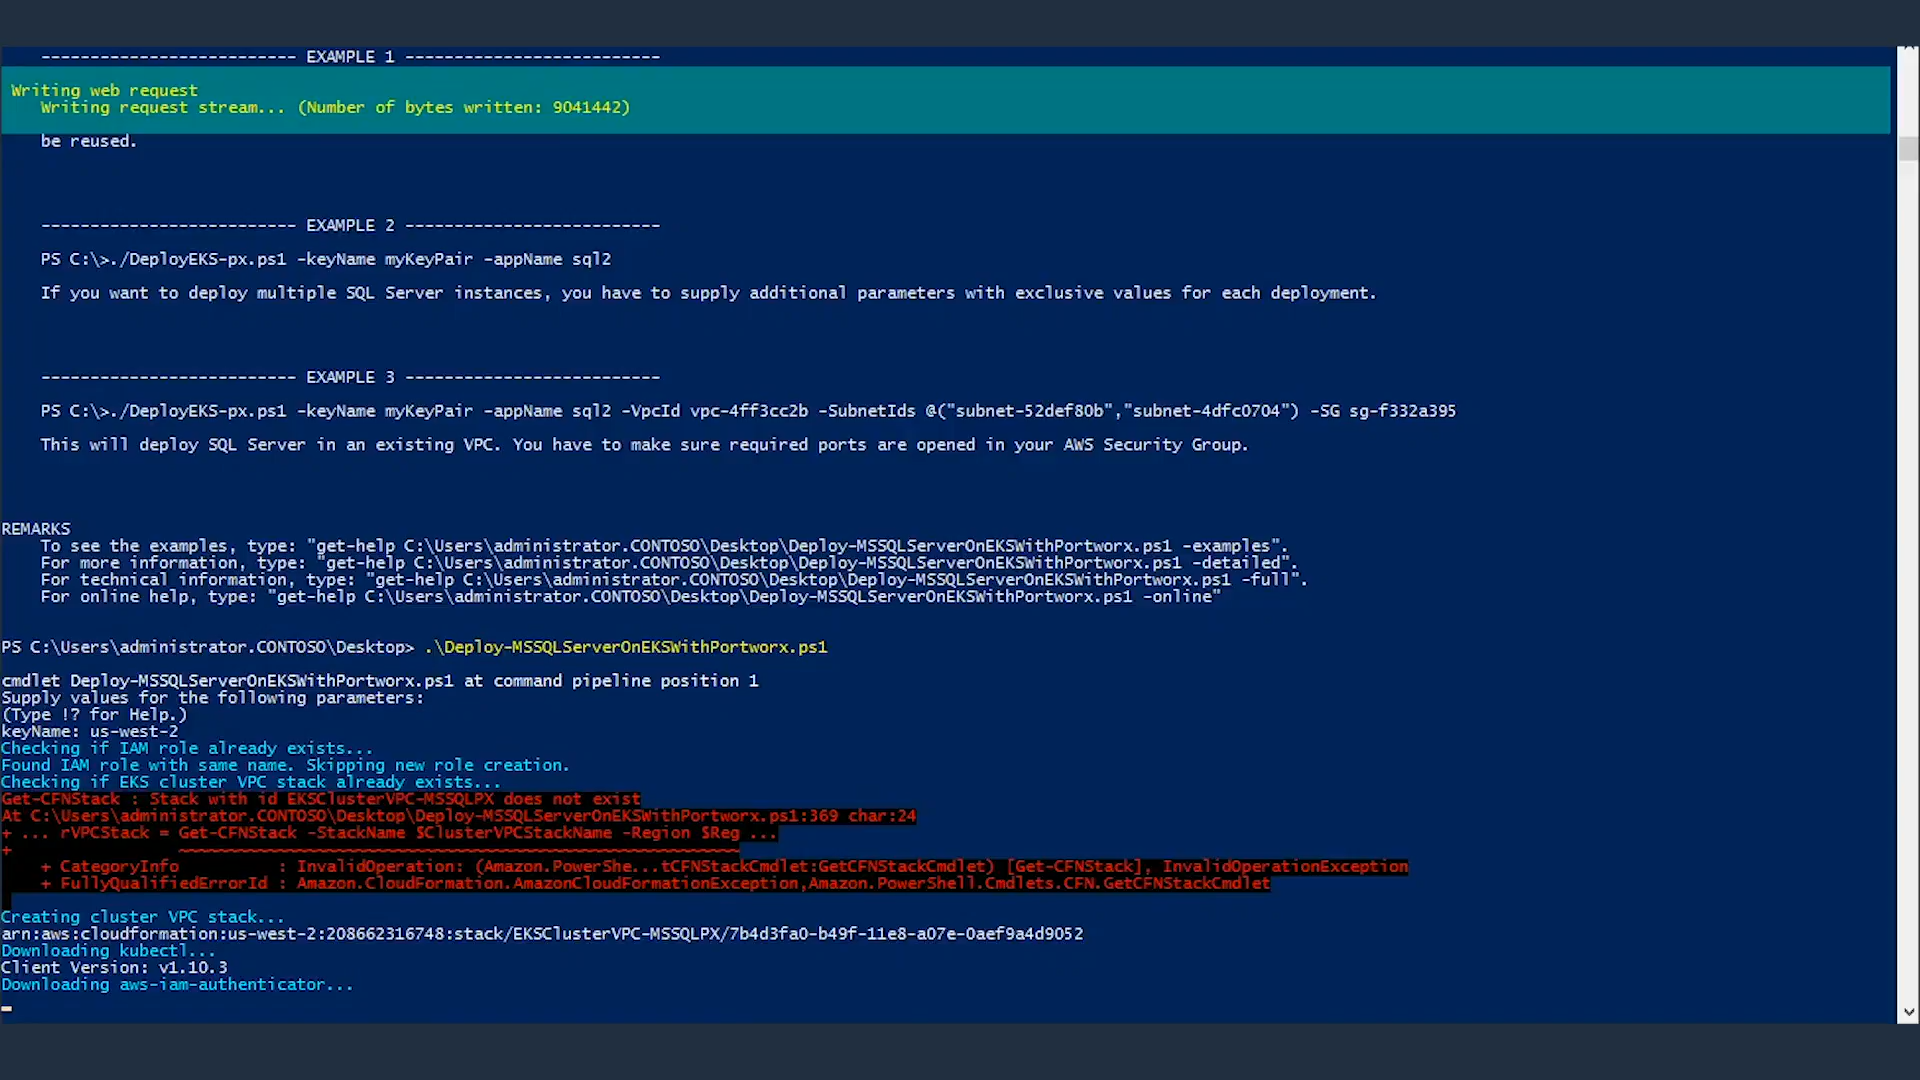 -------------------------- EXAMPLE 1 --------------------------
Writing web request
Writing request stream... (Number of bytes written: 9041442)
be reused.
-------------------------- EXAMPLE 2 --------------------------
PS C:\>./DeployEKS-px.ps1 -keyName myKeyPair -appName sql2
If you want to deploy multiple SQL Server instances, you have to supply additional parameters with exclusive values for each deployment.
-------------------------- EXAMPLE 3 --------------------------
PS C:\>./DeployEKS-px.ps1 -keyName myKeyPair -appName sql2 -VpcId vpc-4ff3cc2b -SubnetIds @("subnet-52def80b","subnet-4dfc0704") -SG sg-f332a395
This will deploy SQL Server in an existing VPC. You have to make sure required ports are opened in your AWS Security Group.
REMARKS
To see the examples, type: "get-help C:\Users\administrator.CONTOSO\Desktop\Deploy-MSSQLServerOnEKSWithPortworx.ps1 -examples".
For more information, type: "get-help C:\Users\administrator.CONTOSO\Desktop\Deploy-MSSQLServerOnEKSWithPortworx.ps1 -detailed".
For technical information, type: "get-help C:\Users\administrator.CONTOSO\Desktop\Deploy-MSSQLServerOnEKSWithPortworx.ps1 -full".
For online help, type: "get-help C:\Users\administrator.CONTOSO\Desktop\Deploy-MSSQLServerOnEKSWithPortworx.ps1 -online"
PS C:\Users\administrator.CONTOSO\Desktop> .\Deploy-MSSQLServerOnEKSWithPortworx.ps1
cmdlet Deploy-MSSQLServerOnEKSWithPortworx.ps1 at command pipeline position 1
Supply values for the following parameters:
(Type !? for Help.)
keyName: us-west-2
Checking if IAM role already exists...
Found IAM role with same name. Skipping new role creation.
Checking if EKS cluster VPC stack already exists...
Get-CFNStack : Stack with id EKSClusterVPC-MSSQLPX does not exist
At C:\Users\administrator.CONTOSO\Desktop\Deploy-MSSQLServerOnEKSWithPortworx.ps1:369 char:24
+ ... rVPCStack = Get-CFNStack -StackName $ClusterVPCStackName -Region $Reg ...
+                 ~~~~~~~~~~~~~~~~~~~~~~~~~~~~~~~~~~~~~~~~~~~~~~~~~~~~~~~~~
+ CategoryInfo          : InvalidOperation: (Amazon.PowerShe...tCFNStackCmdlet:GetCFNStackCmdlet) [Get-CFNStack], InvalidOperationException
+ FullyQualifiedErrorId : Amazon.CloudFormation.AmazonCloudFormationException,Amazon.PowerShell.Cmdlets.CFN.GetCFNStackCmdlet
Creating cluster VPC stack...
arn:aws:cloudformation:us-west-2:208662316748:stack/EKSClusterVPC-MSSQLPX/7b4d3fa0-b49f-11e8-a07e-0aef9a4d9052
Downloading kubectl...
Client Version: v1.10.3
Downloading aws-iam-authenticator...